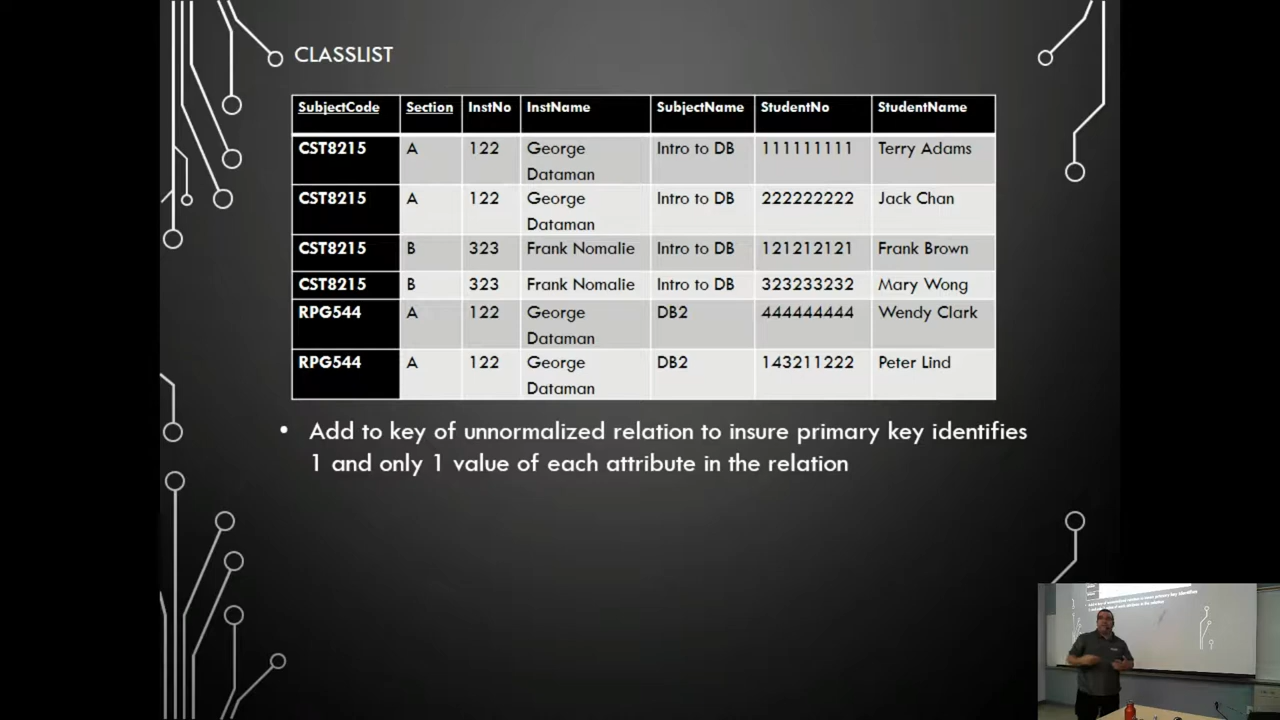 CLASSLIST
SubjectCode Section InstNo InstName SubjectName StudentNo StudentName
CST8215 A 122 George Dataman Intro to DB 111111111 Terry Adams
CST8215 A 122 George Dataman Intro to DB 222222222 Jack Chan
CST8215 B 323 Frank Nomalie Intro to DB 121212121 Frank Brown
CST8215 B 323 Frank Nomalie Intro to DB 323233232 Mary Wong
RPG544 A 122 George Dataman DB2 444444444 Wendy Clark
RPG544 A 122 George Dataman DB2 143211222 Peter Lind
• Add to key of unnormalized relation to insure primary key identifies
1 and only 1 value of each attribute in the relation